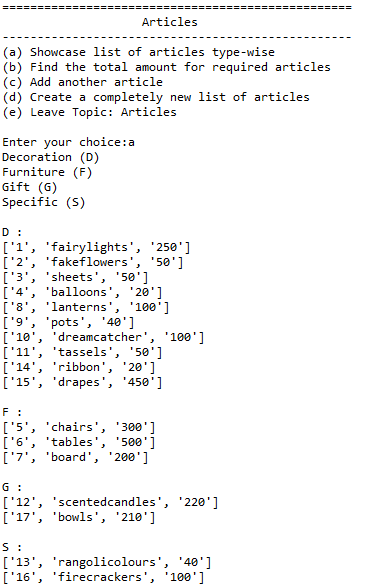 ==================================================
Articles
--------------------------------------------------
(a) Showcase list of articles type-wise
(b) Find the total amount for required articles
(c) Add another article
(d) Create a completely new list of articles
(e) Leave Topic: Articles
Enter your choice:a
Decoration (D)
Furniture (F)
Gift (G)
Specific (S)
D :
['1', 'fairylights', '250']
['2', 'fakeflowers', '50']
['3', 'sheets', '50']
['4', 'balloons', '20']
['8', 'lanterns', '100']
['9', 'pots', '40']
['10', 'dreamcatcher', '100']
['11', 'tassels', '50']
['14', 'ribbon', '20']
['15', 'drapes', '450']
F :
['5', 'chairs', '300']
['6', 'tables', '500']
['7', 'board', '200']
G :
['12', 'scentedcandles', '220']
['17', 'bowls', '210']
S :
['13', 'rangolicolours', '40']
['16', 'firecrackers', '100']